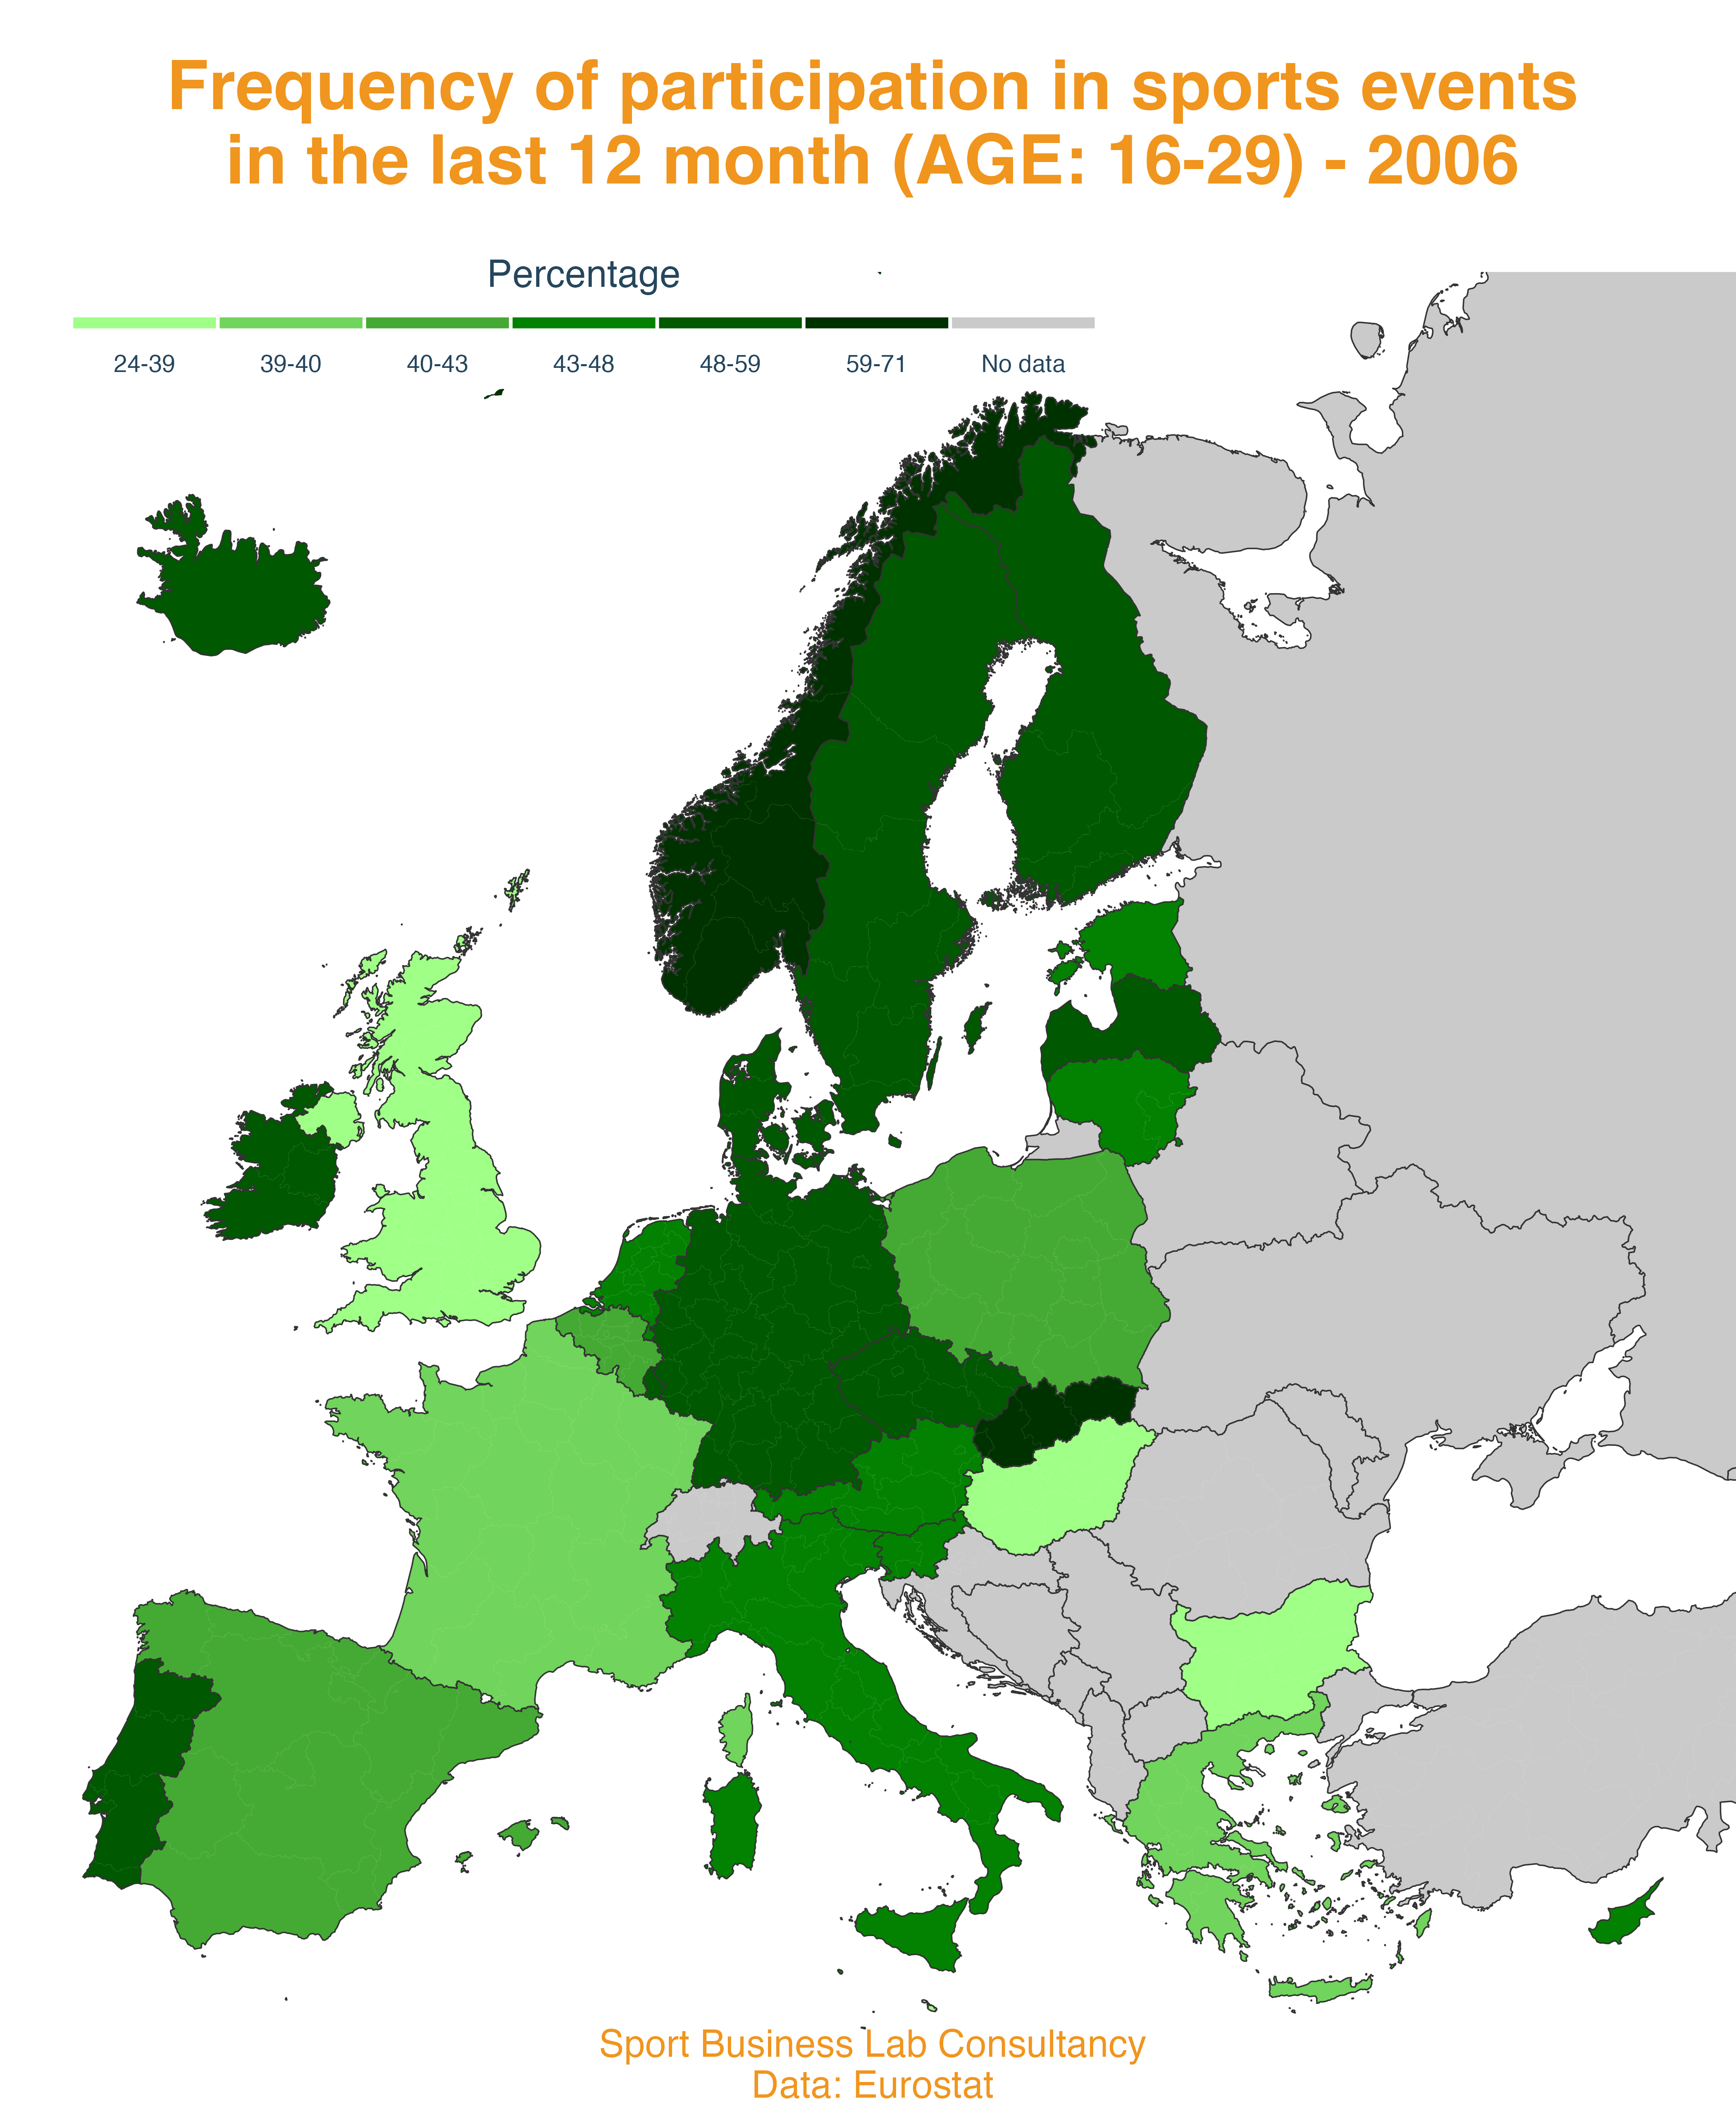 Frequency of participation in sports events
in the last 12 month (AGE: 16-29) - 2006
Percentage
24-39 39-40 40-43 43-48 48-59 59-71 No data
Sport Business Lab Consultancy
Data: Eurostat